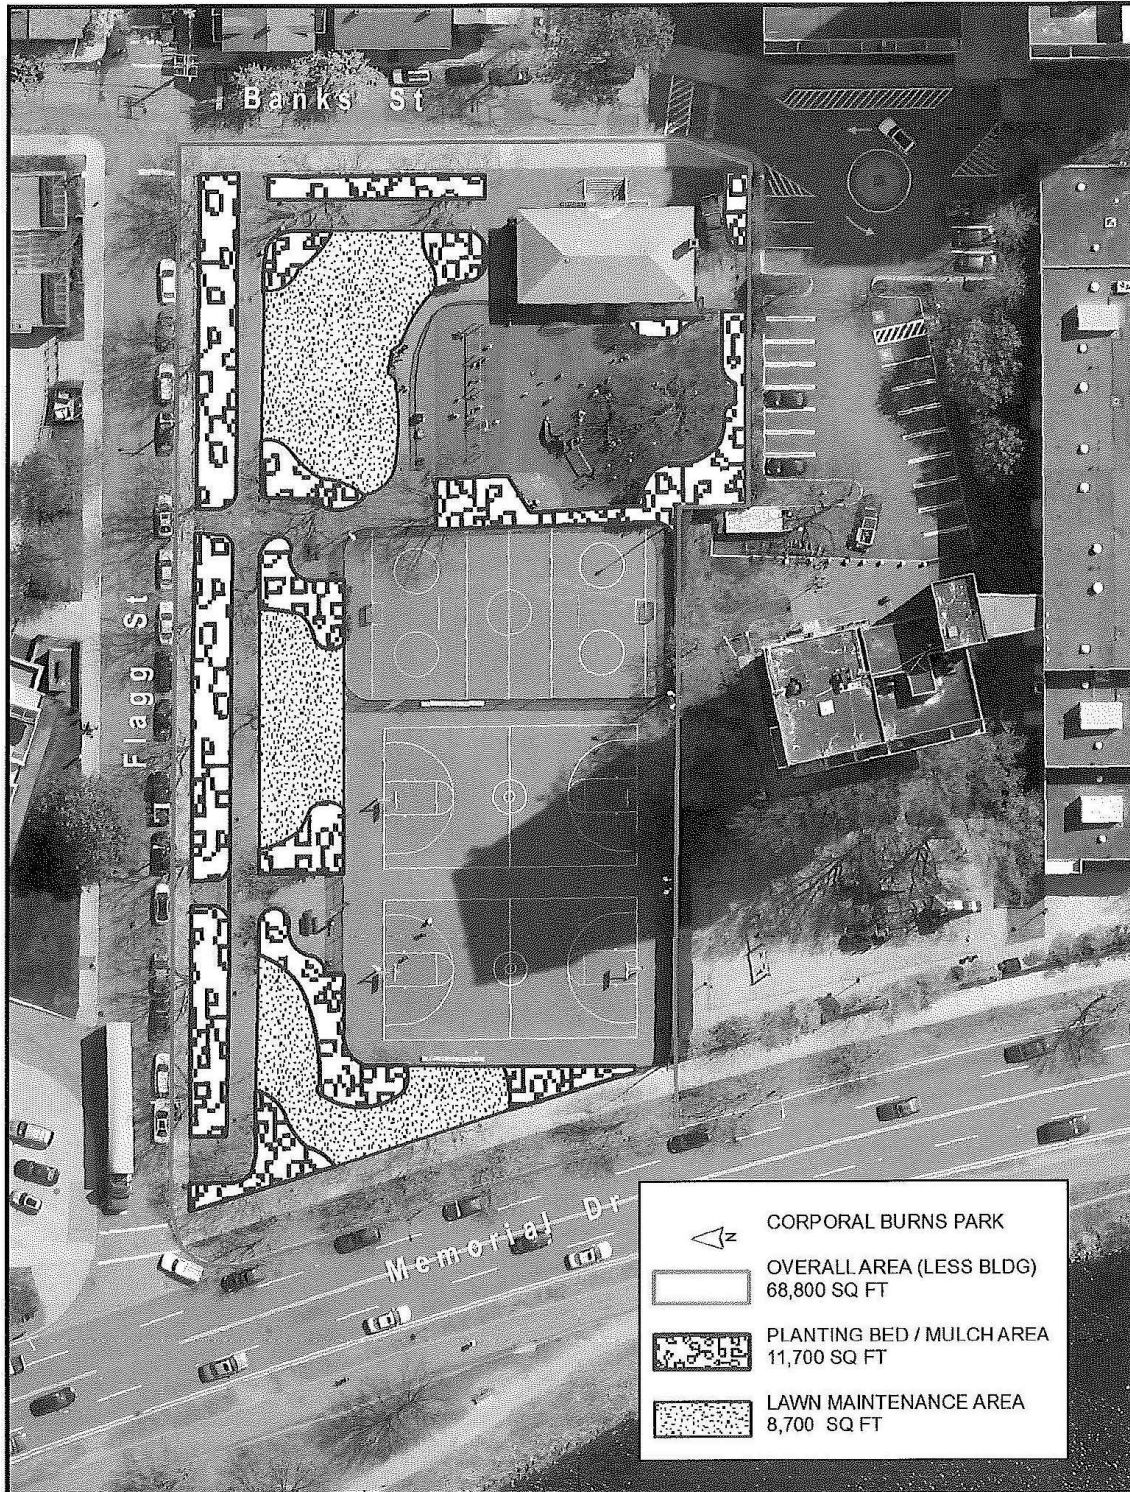 Banks St
Flagg St
Memorial Dr
N
CORPORAL BURNS PARK
OVERALL AREA (LESS BLDG)
68,800 SQ FT
PLANTING BED / MULCH AREA
11,700 SQ FT
LAWN MAINTENANCE AREA
8,700 SQ FT